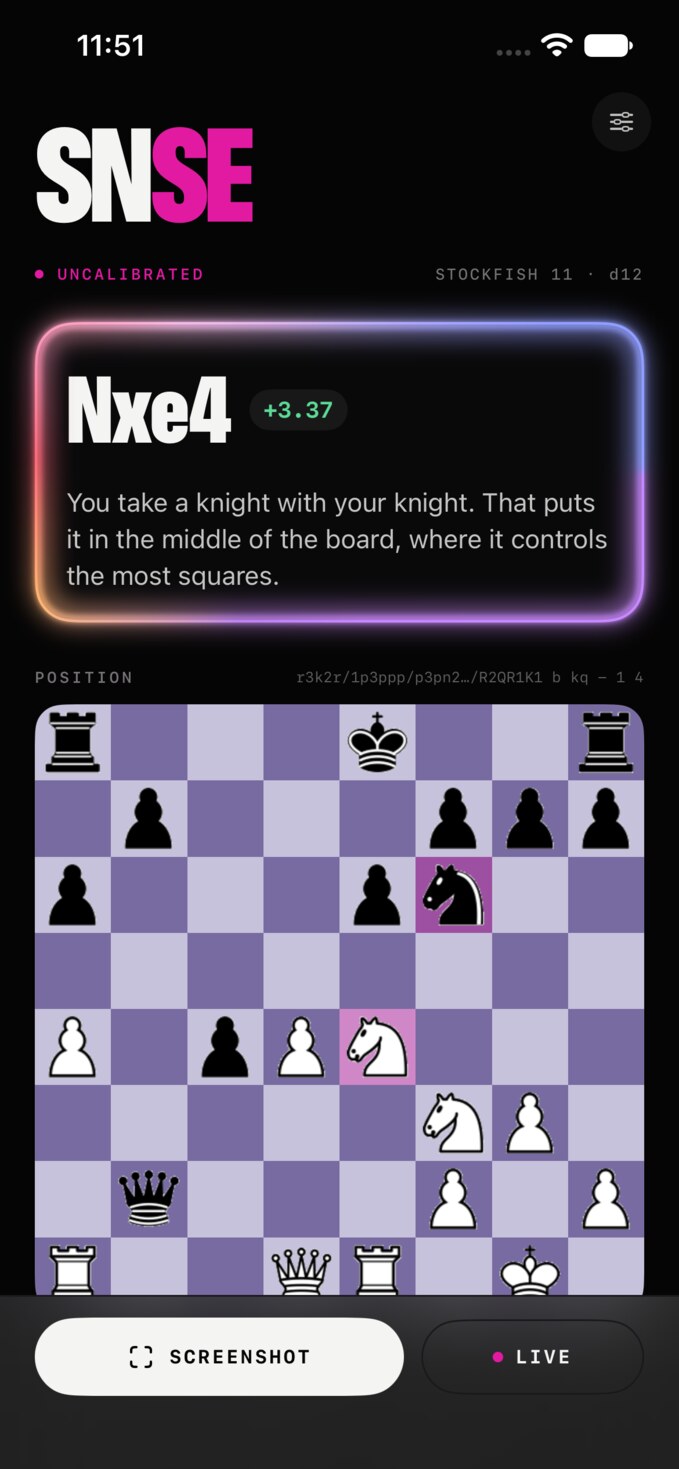 11:51
SNSE
UNCALIBRATED
STOCKFISH 11 · d12
Nxe4
+3.37
You take a knight with your knight. That puts
it in the middle of the board, where it controls
the most squares.
POSITION
r3k2r/1p3ppp/p3pn2…/R2QR1K1 b kq – 1 4
SCREENSHOT
LIVE